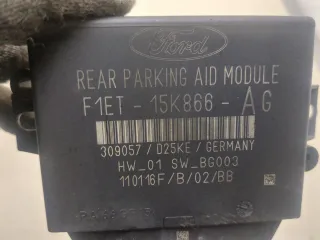 Ford
REAR PARKING AID MODULE
F1ET - 15K866 - AG
309057 / D25KE / GERMANY
HW_01 SW_BG003
110116F/B/02/BB